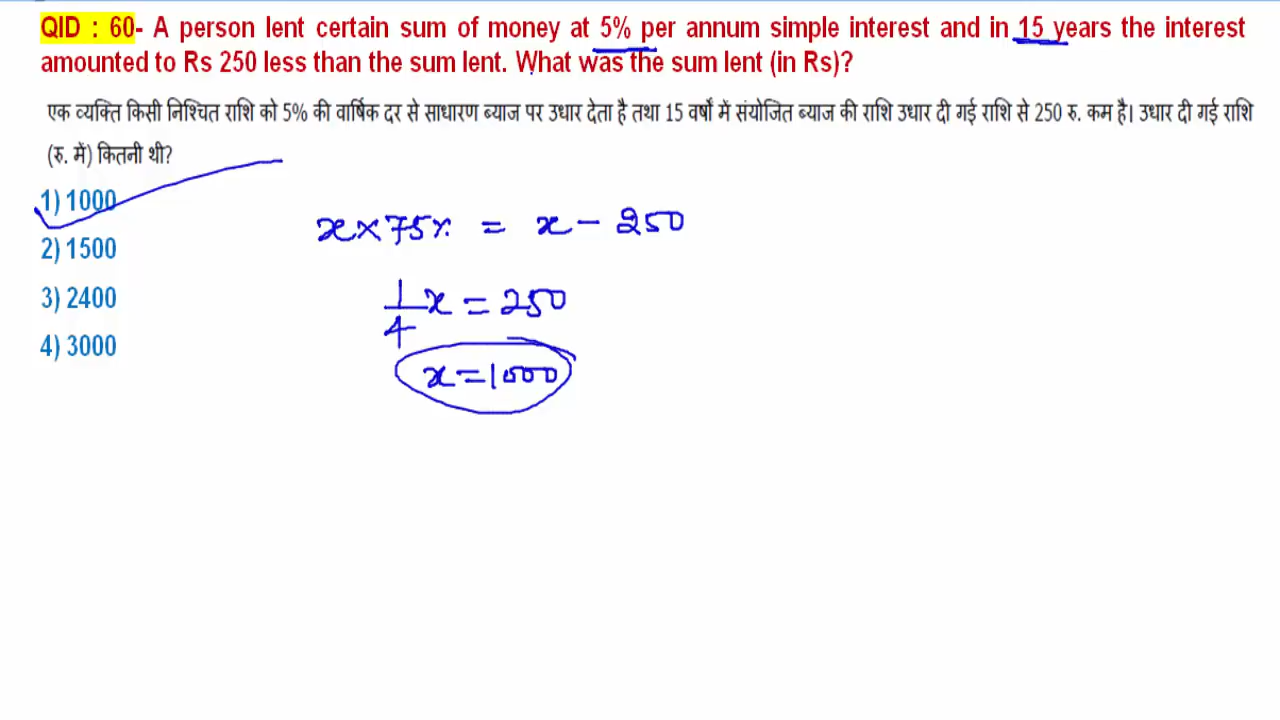 QID : 60- A person lent certain sum of money at 5% per annum simple interest and in 15 years the interest
amounted to Rs 250 less than the sum lent. What was the sum lent (in Rs)?
एक व्यक्ति किसी निश्चित राशि को 5% की वार्षिक दर से साधारण ब्याज पर उधार देता है तथा 15 वर्षों में संयोजित ब्याज की राशि उधार दी गई राशि से 250 रु. कम है। उधार दी गई राशि
(रु. में) कितनी थी?
1) 1000
2) 1500
3) 2400
4) 3000
x × 75% = x - 250
1/4 x = 250
x = 1000